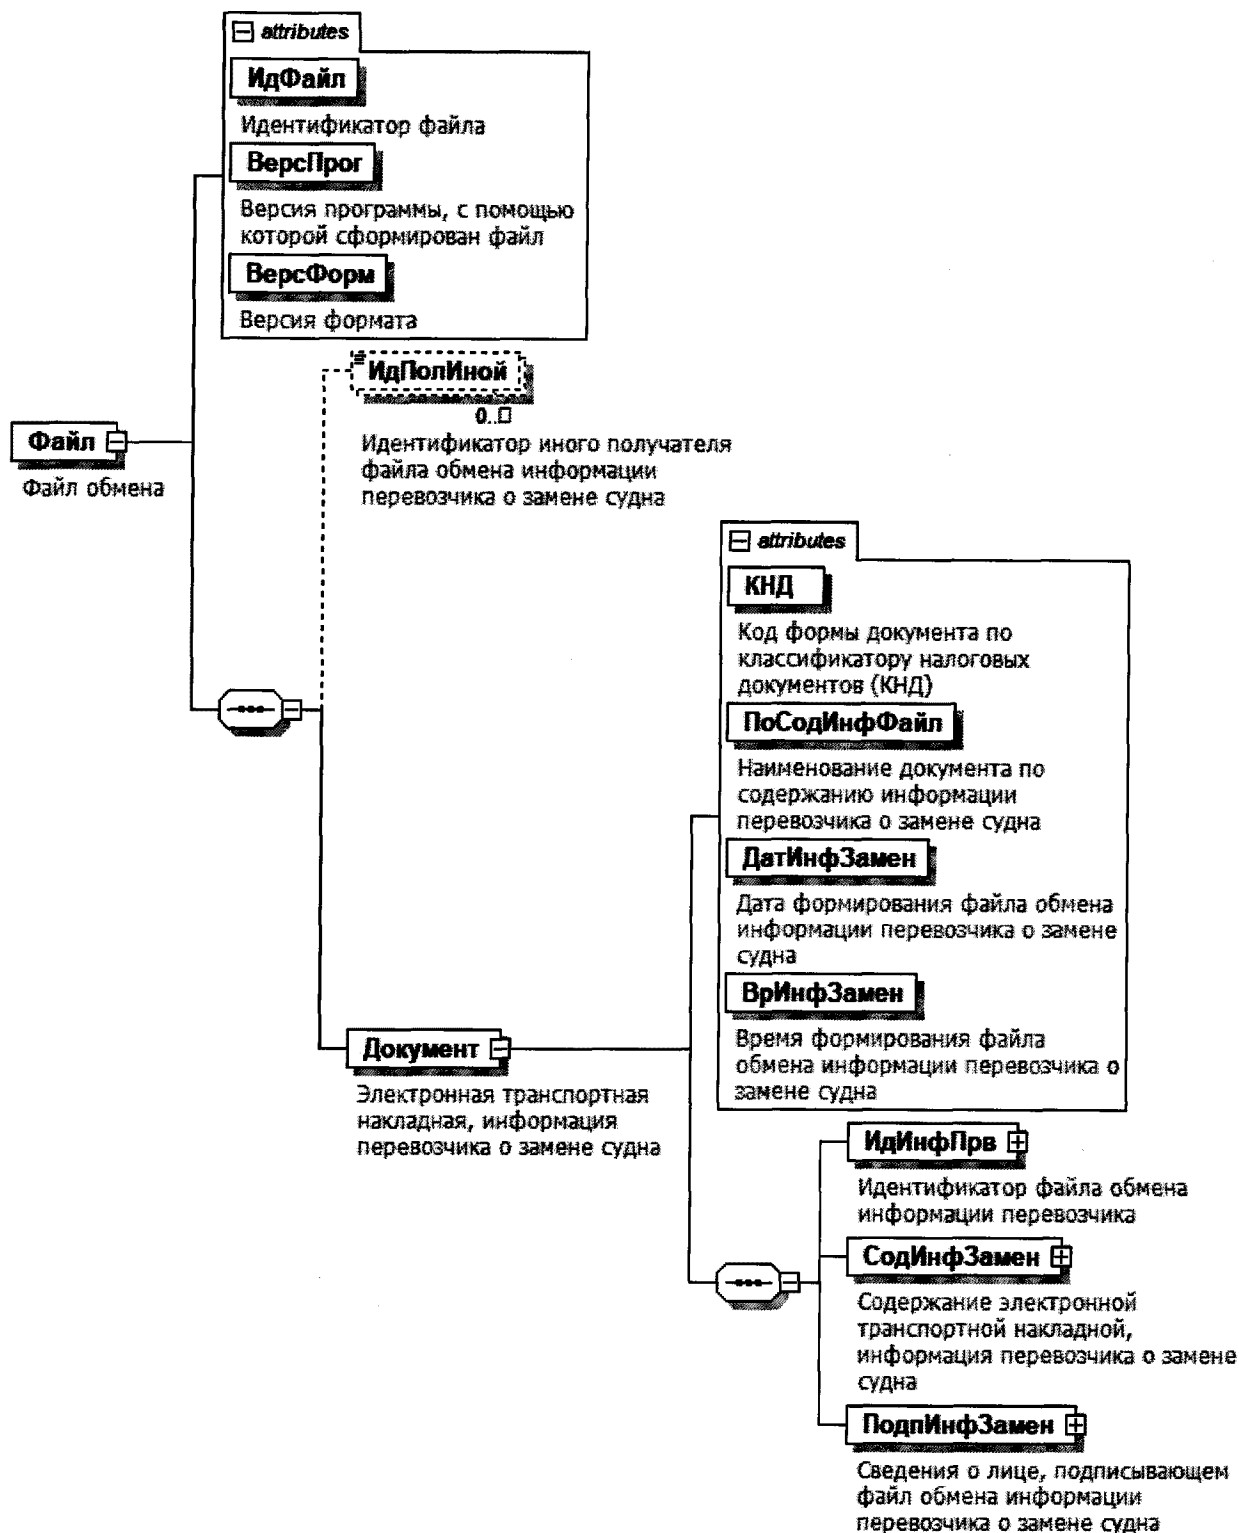 attributes
ИдФайл
Идентификатор файла
ВерсПрог
Версия программы, с помощью
которой сформирован файл
ВерсФорм
Версия формата
ИдПолИной
0..□
Идентификатор иного получателя
файла обмена информации
перевозчика о замене судна
Файл
Файл обмена
attributes
КНД
Код формы документа по
классификатору налоговых
документов (КНД)
ПоСодИнфФайл
Наименование документа по
содержанию информации
перевозчика о замене судна
ДатИнфЗамен
Дата формирования файла обмена
информации перевозчика о замене
судна
ВрИнфЗамен
Время формирования файла
обмена информации перевозчика о
замене судна
Документ
Электронная транспортная
накладная, информация
перевозчика о замене судна
ИдИнфПрв
Идентификатор файла обмена
информации перевозчика
СодИнфЗамен
Содержание электронной
транспортной накладной,
информация перевозчика о замене
судна
ПодпИнфЗамен
Сведения о лице, подписывающем
файл обмена информации
перевозчика о замене судна